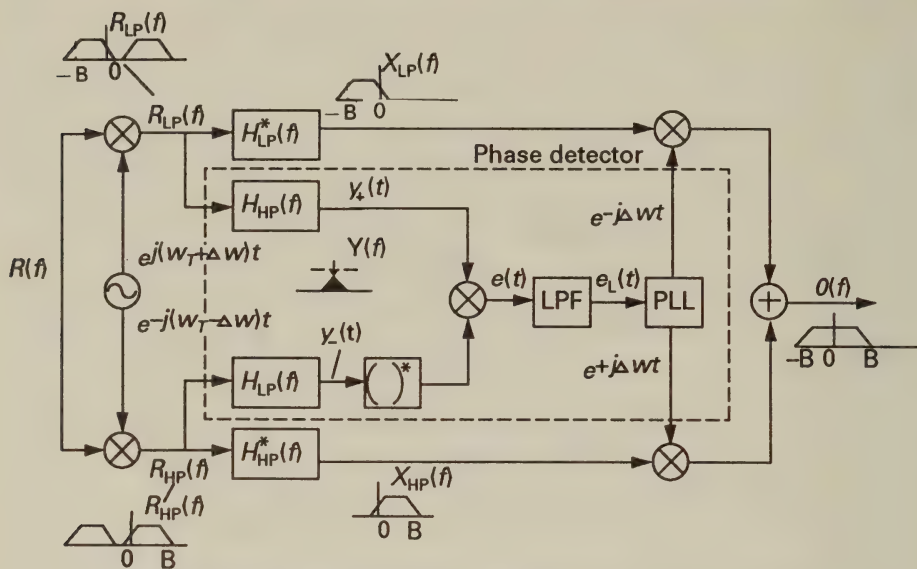 R_LP(f)
−B 0
X_LP(f)
−B 0
R_LP(f)
H*_LP(f)
Phase detector
H_HP(f)
y₊(t)
e−jΔwt
ej(w_T+Δw)t
Y(f)
R(f)
e(t)
LPF
e_L(t)
PLL
+
O(f)
e−j(w_T−Δw)t
y₋(t)
−B 0 B
H_LP(f)
( )*
e+jΔwt
H*_HP(f)
R_HP(f)
X_HP(f)
R_HP(f)
0 B
0 B